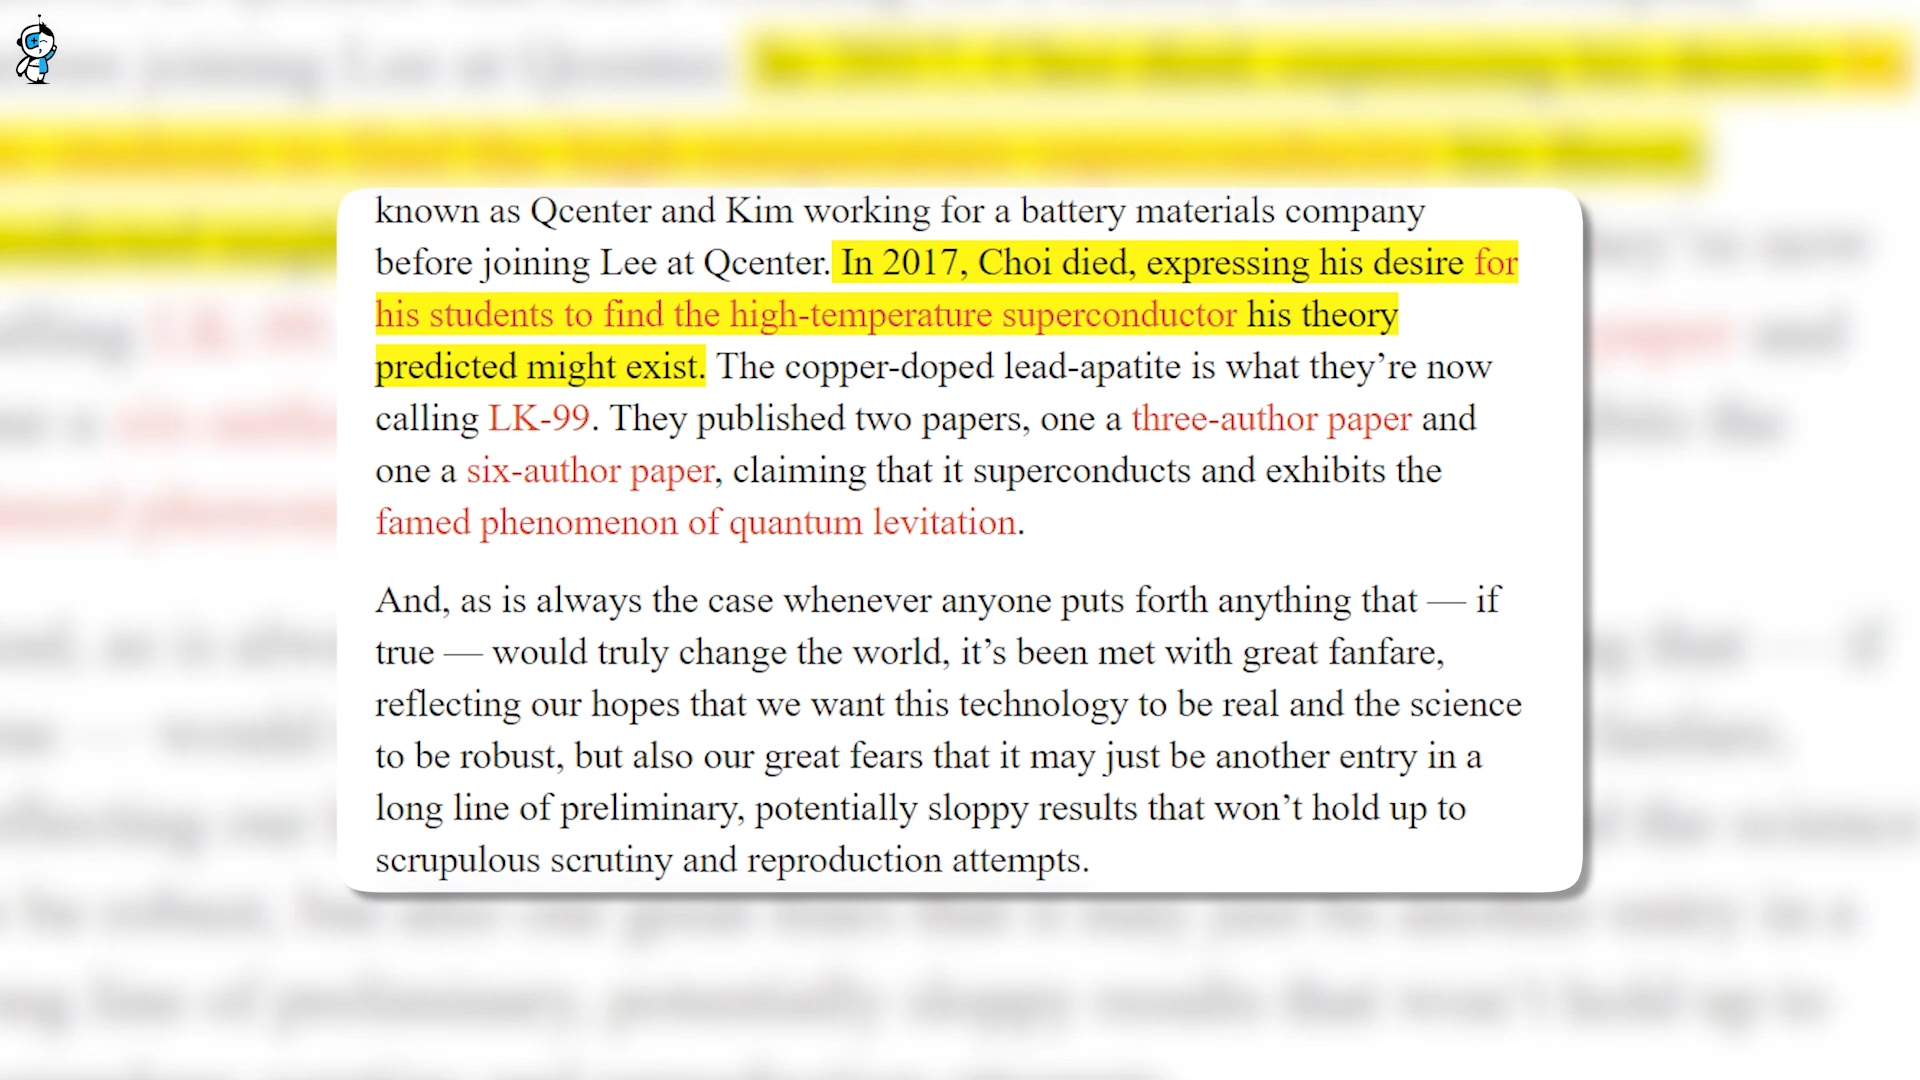 known as Qcenter and Kim working for a battery materials company
before joining Lee at Qcenter. In 2017, Choi died, expressing his desire for
his students to find the high-temperature superconductor his theory
predicted might exist. The copper-doped lead-apatite is what they’re now
calling LK-99. They published two papers, one a three-author paper and
one a six-author paper, claiming that it superconducts and exhibits the
famed phenomenon of quantum levitation.
And, as is always the case whenever anyone puts forth anything that — if
true — would truly change the world, it’s been met with great fanfare,
reflecting our hopes that we want this technology to be real and the science
to be robust, but also our great fears that it may just be another entry in a
long line of preliminary, potentially sloppy results that won’t hold up to
scrupulous scrutiny and reproduction attempts.